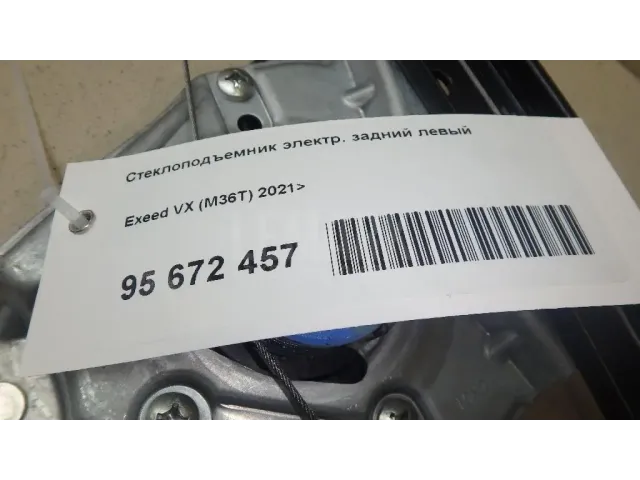 Стеклоподъемник электр. задний левый
Exeed VX (M36T) 2021>
95 672 457